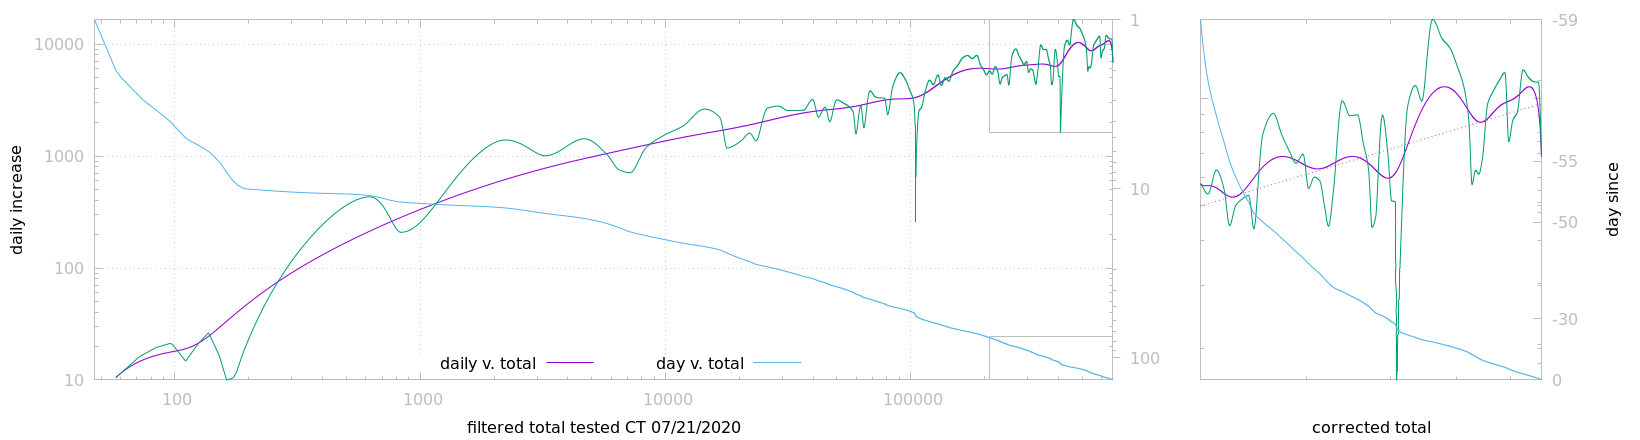 10000
1000
100
10
daily increase
100
1000
10000
100000
filtered total tested CT 07/21/2020
daily v. total
day v. total
1
10
100
-59
-55
-50
-30
0
day since
corrected total